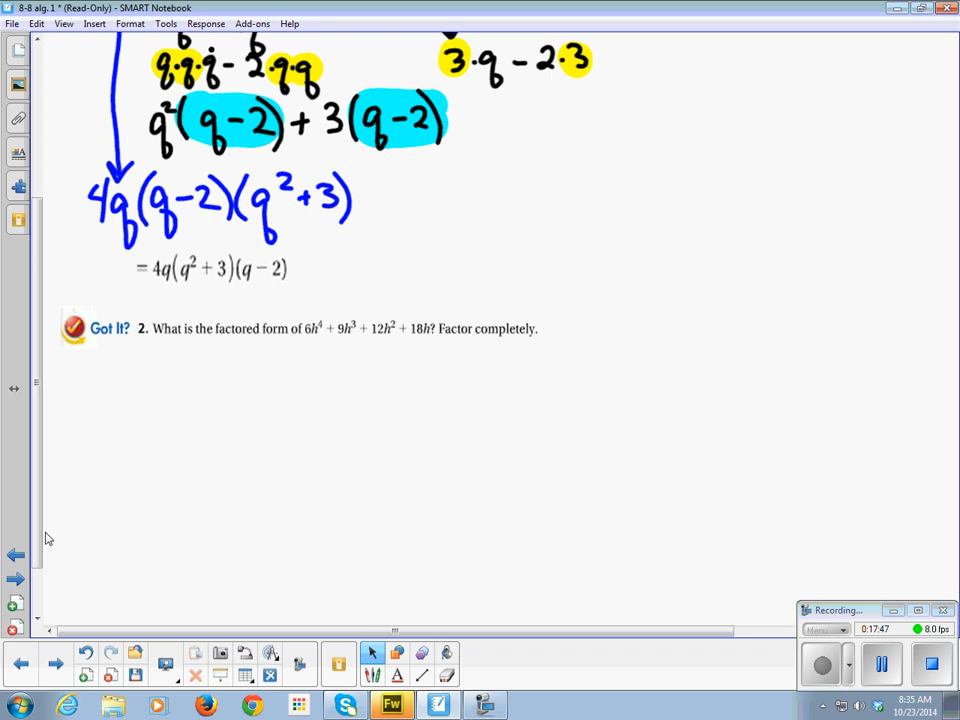 8-8 alg.1 * (Read-Only) - SMART Notebook
File Edit View Insert Format Tools Response Add-ons Help
q·q·q - 2·q·q 3·q - 2·3
q²(q-2) + 3(q-2)
4q(q-2)(q²+3)
= 4q(q² + 3)(q - 2)
Got It? 2. What is the factored form of 6h⁴ + 9h³ + 12h² + 18h? Factor completely.
Recording...
Menu 0:17:47 8.0 fps
Fw
8:35 AM
10/23/2014